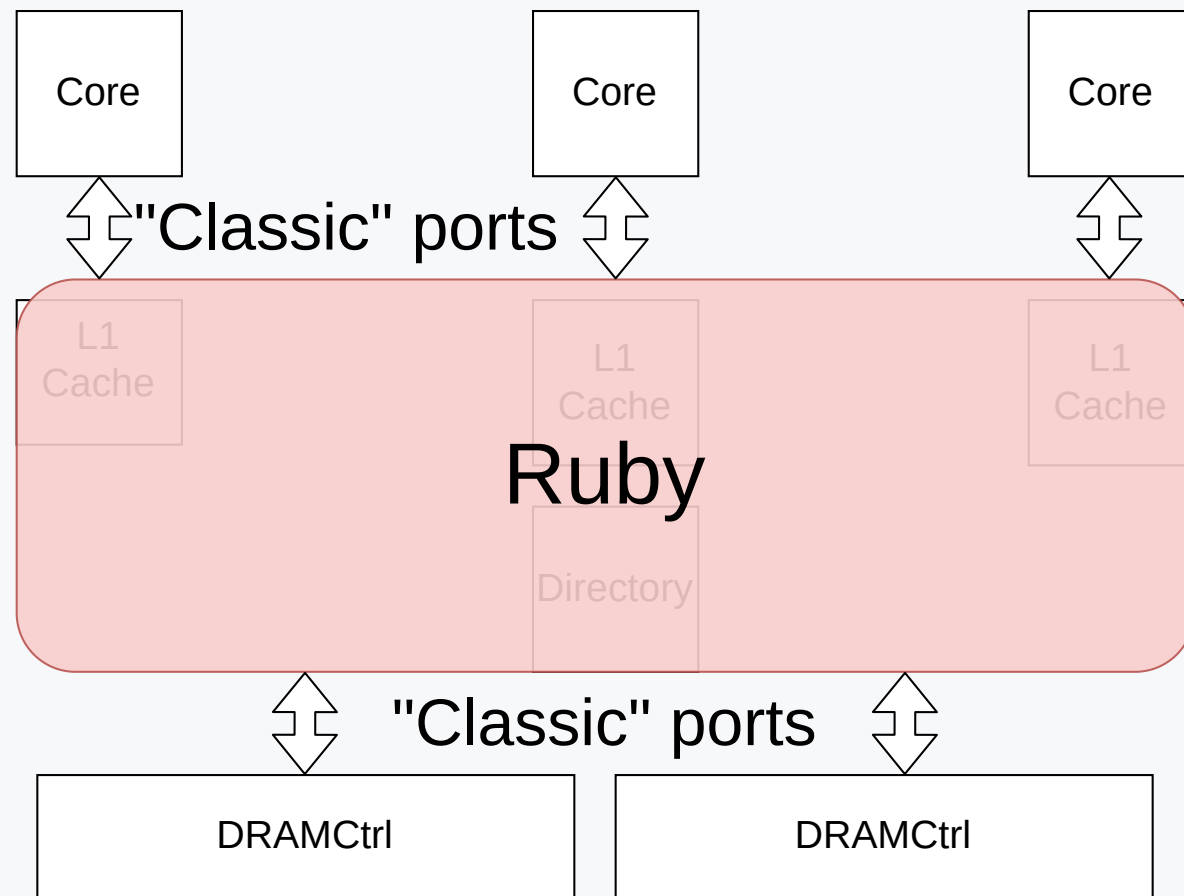 Core
Core
Core
"Classic" ports
L1
Cache
L1
Cache
L1
Cache
Ruby
Directory
"Classic" ports
DRAMCtrl
DRAMCtrl